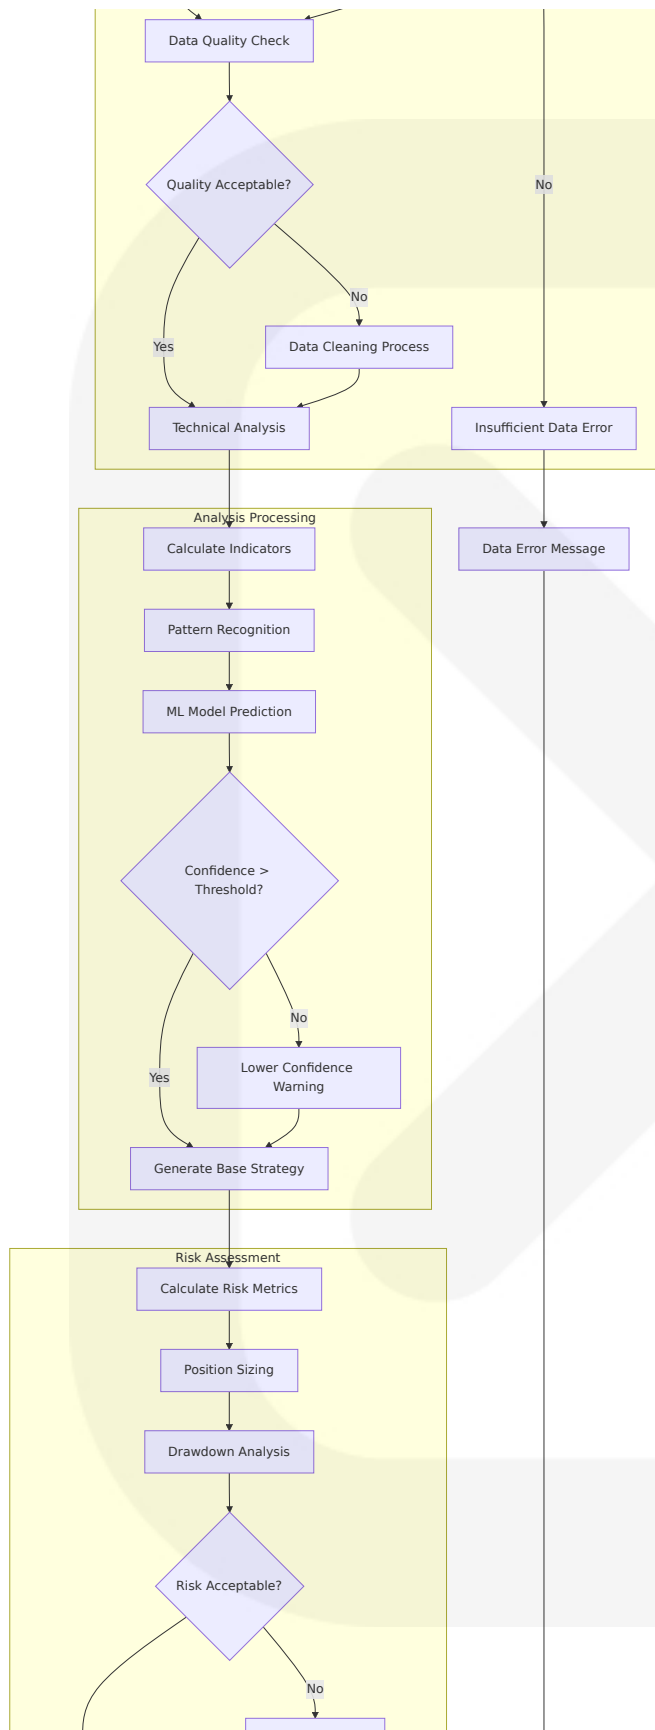 Data Quality Check
Quality Acceptable?
No
No
Yes
Data Cleaning Process
Technical Analysis
Insufficient Data Error
Analysis Processing
Calculate Indicators
Data Error Message
Pattern Recognition
ML Model Prediction
Confidence >
Threshold?
No
Yes
Lower Confidence
Warning
Generate Base Strategy
Risk Assessment
Calculate Risk Metrics
Position Sizing
Drawdown Analysis
Risk Acceptable?
No